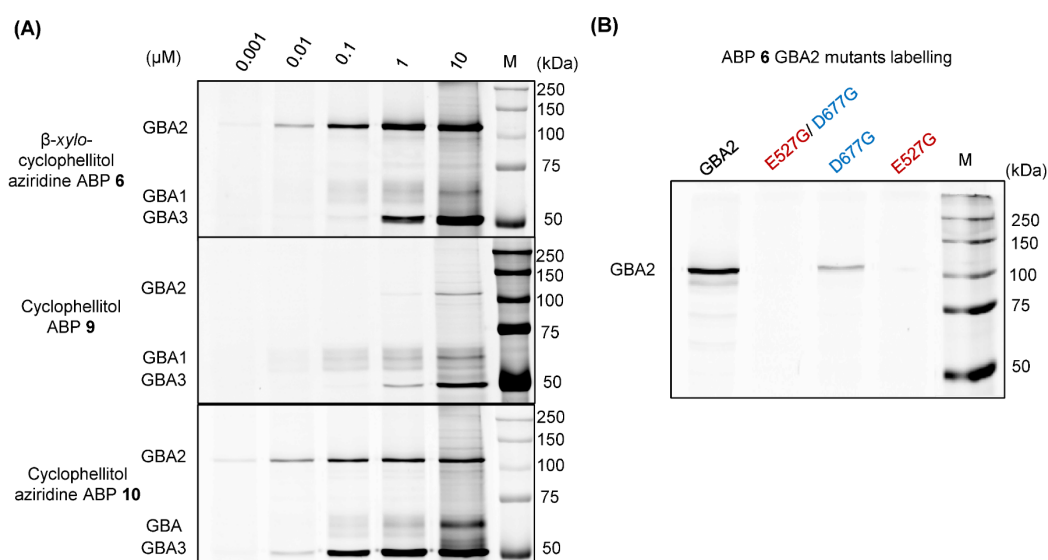 (A)
(μM) 0.001 0.01 0.1 1 10 M (kDa)
β-xylo-
cyclophellitol
aziridine ABP 6
GBA2
GBA1
GBA3
250
150
100
75
50
Cyclophellitol
ABP 9
GBA2
GBA1
GBA3
250
150
100
75
50
Cyclophellitol
aziridine ABP 10
GBA2
GBA
GBA3
250
150
100
75
50
(B)
ABP 6 GBA2 mutants labelling
GBA2 E527G/ D677G D677G E527G M (kDa)
GBA2
250
150
100
75
50